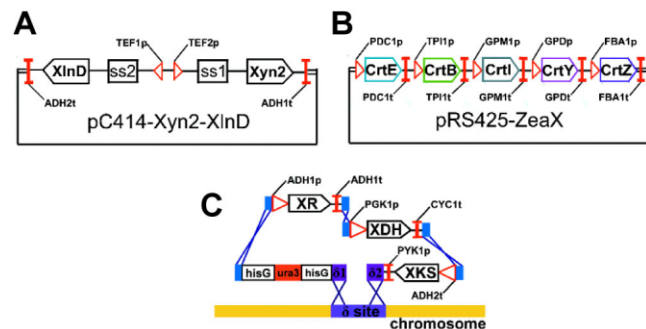 A
TEF1p TEF2p
XlnD ss2 ss1 Xyn2
ADH2t ADH1t
pC414-Xyn2-XlnD
B
PDC1p TPI1p GPM1p GPDp FBA1p
CrtE CrtB CrtI CrtY CrtZ
PDC1t TPI1t GPM1t GPDt FBA1t
pRS425-ZeaX
C
ADH1p ADH1t
XR
PGK1p CYC1t
XDH
PYK1p
hisG ura3 hisG δ1 δ2 XKS
ADH2t
δ site
chromosome